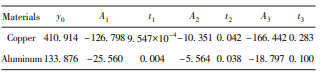 Materials y₀ A₁ t₁ A₂ t₂ A₃ t₃
Copper 410.914 −126.798 9.547×10⁻⁴ −10.351 0.042 −166.442 0.283
Aluminum 133.876 −25.560 0.004 −5.564 0.038 −18.797 0.100